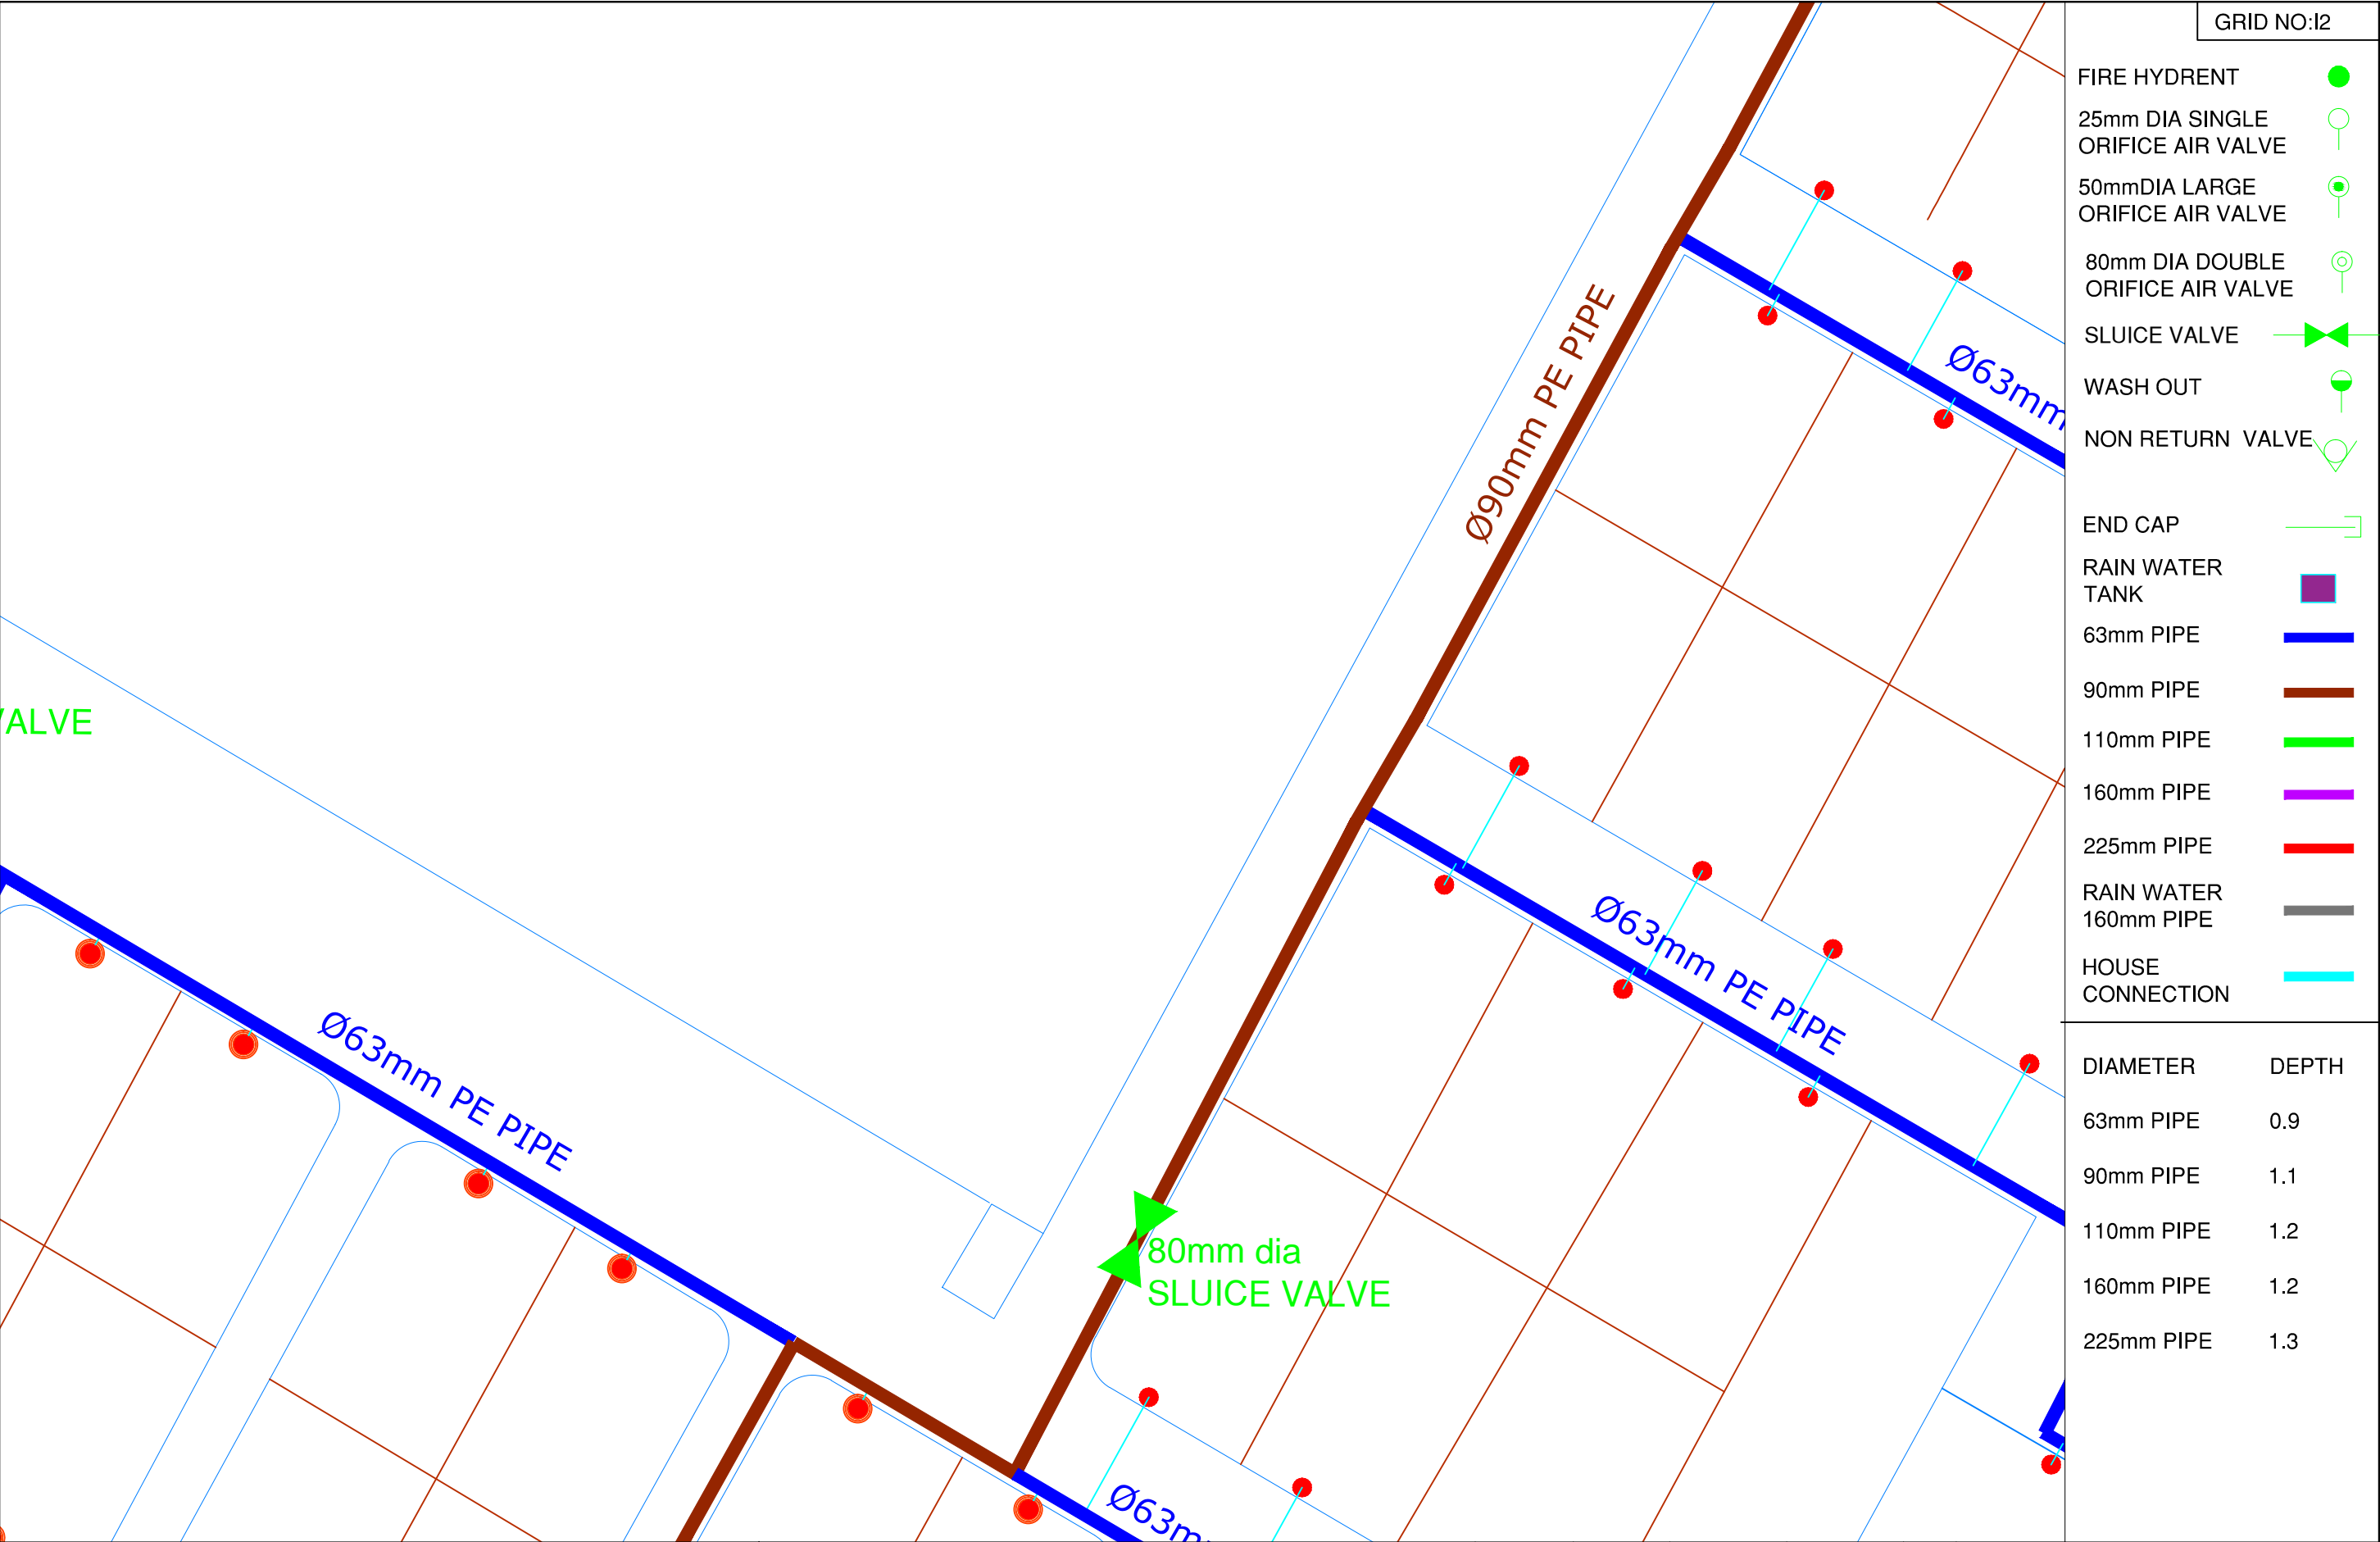 GRID NO:I2
FIRE HYDRENT
25mm DIA SINGLE
ORIFICE AIR VALVE
50mmDIA LARGE
ORIFICE AIR VALVE
80mm DIA DOUBLE
ORIFICE AIR VALVE
SLUICE VALVE
WASH OUT
NON RETURN VALVE
END CAP
RAIN WATER
TANK
63mm PIPE
90mm PIPE
110mm PIPE
160mm PIPE
225mm PIPE
RAIN WATER
160mm PIPE
HOUSE
CONNECTION
DIAMETER DEPTH
63mm PIPE 0.9
90mm PIPE 1.1
110mm PIPE 1.2
160mm PIPE 1.2
225mm PIPE 1.3
Ø90mm PE PIPE
Ø63mm
VALVE
Ø63mm PE PIPE
Ø63mm PE PIPE
80mm dia
SLUICE VALVE
Ø63m